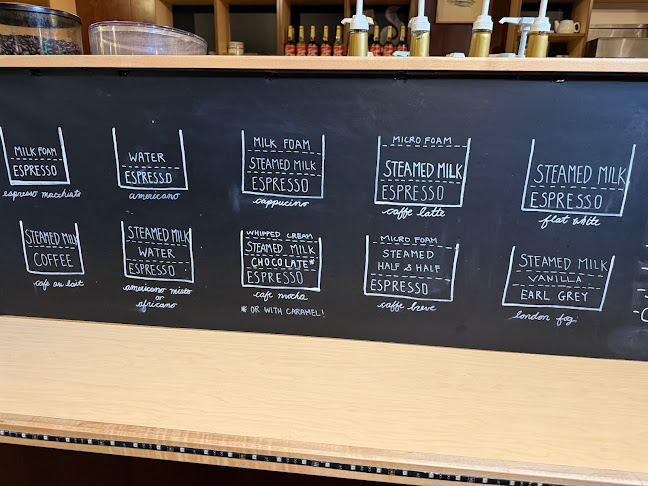 MILK FOAM
ESPRESSO
espresso macchiato
WATER
ESPRESSO
americano
MILK FOAM
STEAMED MILK
ESPRESSO
cappucino
MICRO FOAM
STEAMED MILK
ESPRESSO
caffe latte
STEAMED MILK
ESPRESSO
flat white
STEAMED MILK
COFFEE
cafe au lait
STEAMED MILK
WATER
ESPRESSO
americano misto
or
africano
WHIPPED CREAM
STEAMED MILK
CHOCOLATE*
ESPRESSO
cafe mocha
* OR WITH CARAMEL!
MICRO FOAM
STEAMED
HALF & HALF
ESPRESSO
caffe breve
STEAMED MILK
VANILLA
EARL GREY
london fog